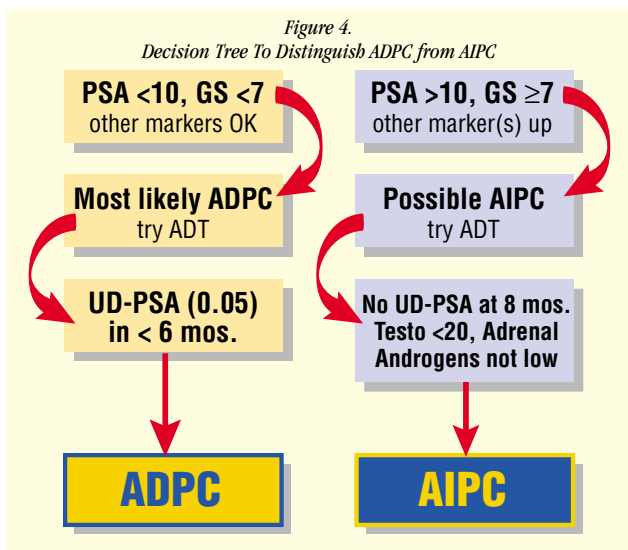 Figure 4.
Decision Tree To Distinguish ADPC from AIPC
PSA <10, GS <7
other markers OK
Most likely ADPC
try ADT
UD-PSA (0.05)
in < 6 mos.
ADPC
PSA >10, GS ≥7
other marker(s) up
Possible AIPC
try ADT
No UD-PSA at 8 mos.
Testo <20, Adrenal
Androgens not low
AIPC